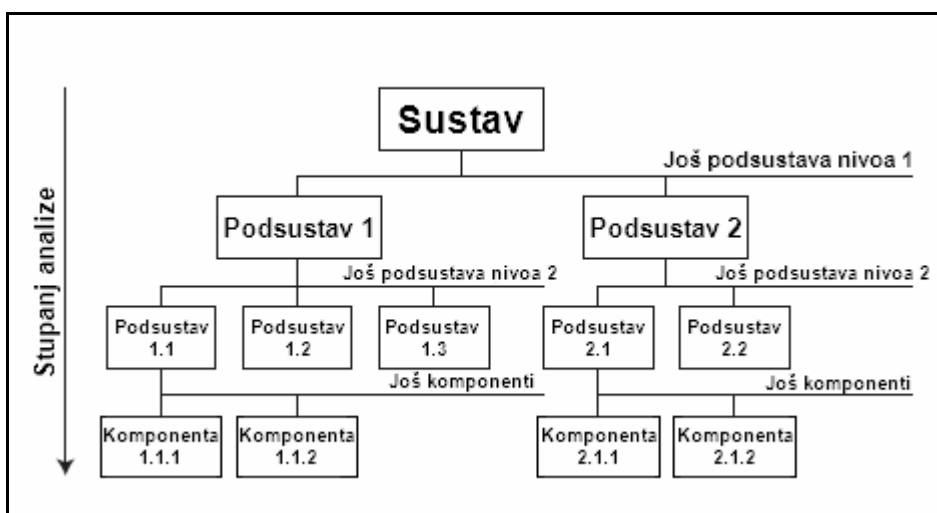 Sustav
Još podsustava nivoa 1
Podsustav 1
Podsustav 2
Još podsustava nivoa 2
Još podsustava nivoa 2
Podsustav
1.1
Podsustav
1.2
Podsustav
1.3
Podsustav
2.1
Podsustav
2.2
Još komponenti
Još komponenti
Komponenta
1.1.1
Komponenta
1.1.2
Komponenta
2.1.1
Komponenta
2.1.2
Stupanj analize